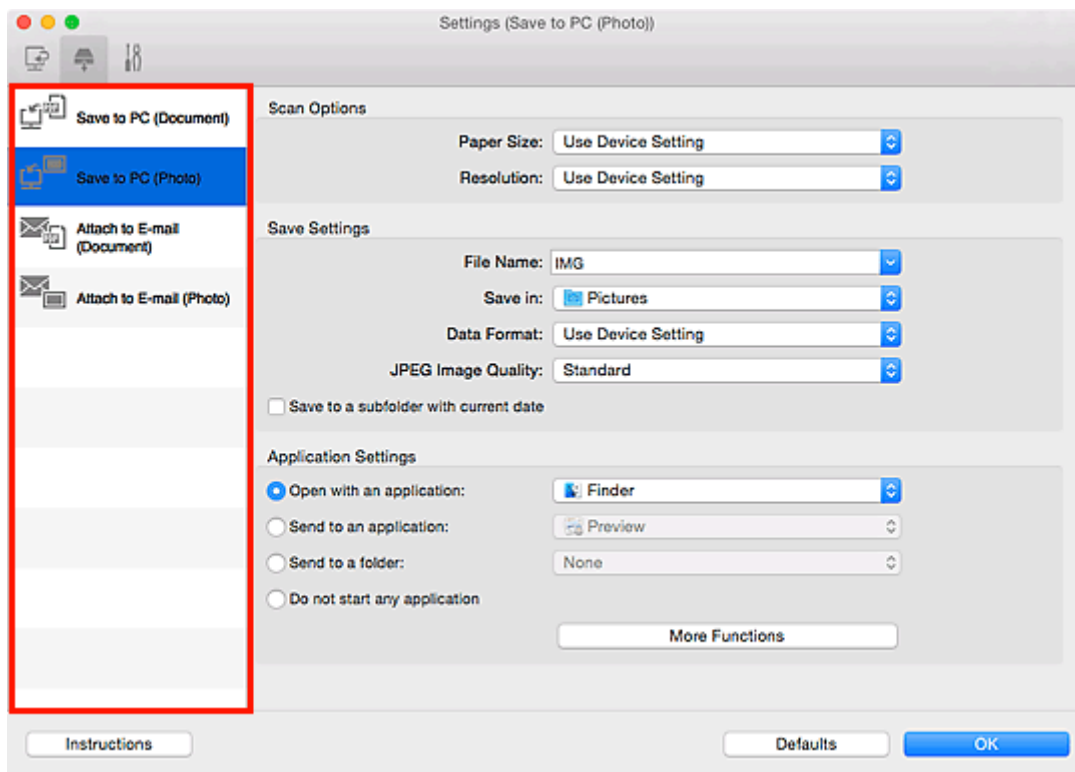 Settings (Save to PC (Photo))
Save to PC (Document)
Save to PC (Photo)
Attach to E-mail
(Document)
Attach to E-mail (Photo)
Scan Options
Paper Size: Use Device Setting
Resolution: Use Device Setting
Save Settings
File Name: IMG
Save in: Pictures
Data Format: Use Device Setting
JPEG Image Quality: Standard
Save to a subfolder with current date
Application Settings
Open with an application: Finder
Send to an application: Preview
Send to a folder: None
Do not start any application
More Functions
Instructions
Defaults
OK